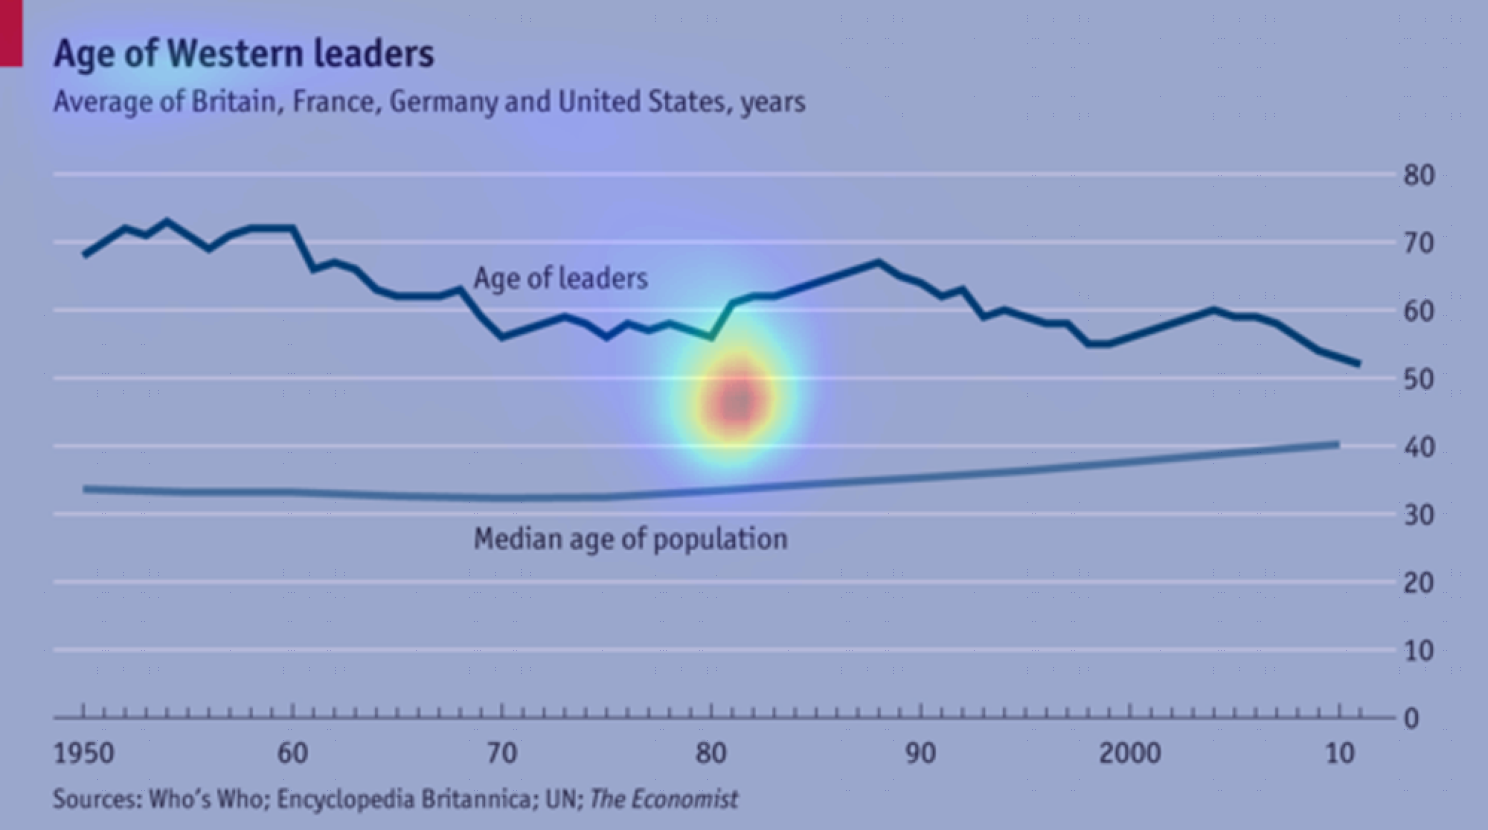 Age of Western leaders
Average of Britain, France, Germany and United States, years
80
70
Age of leaders
60
50
40
30
Median age of population
20
10
0
1950 60 70 80 90 2000 10
Sources: Who's Who; Encyclopedia Britannica; UN; The Economist